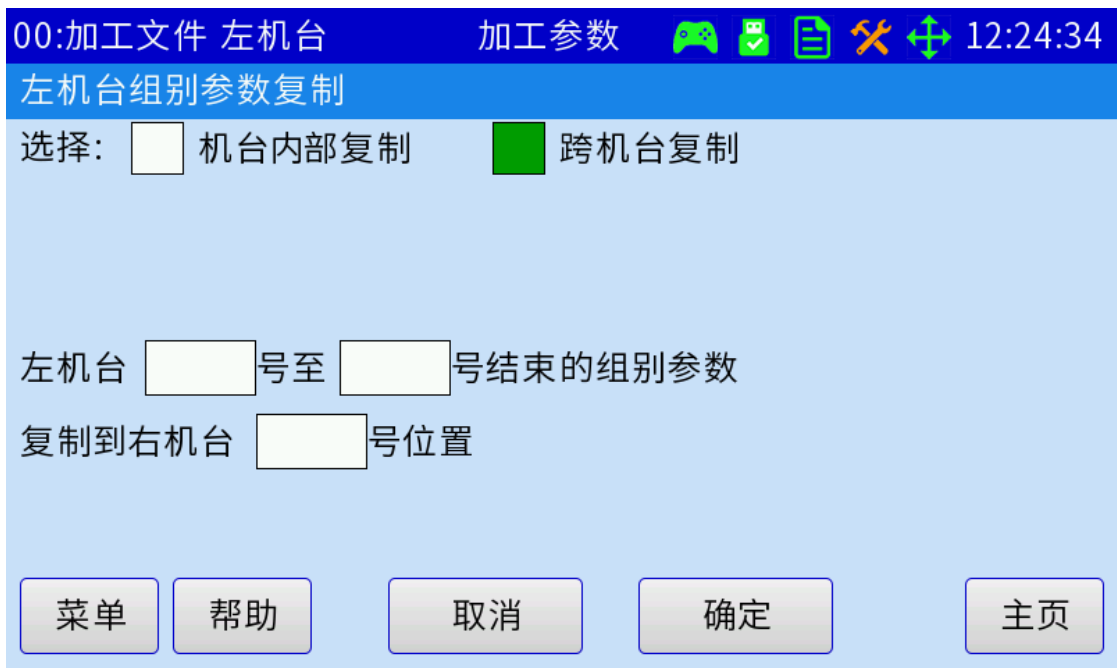 00:加工文件 左机台 加工参数 12:24:34
左机台组别参数复制
选择: 机台内部复制 跨机台复制
左机台 号至 号结束的组别参数
复制到右机台 号位置
菜单 帮助 取消 确定 主页